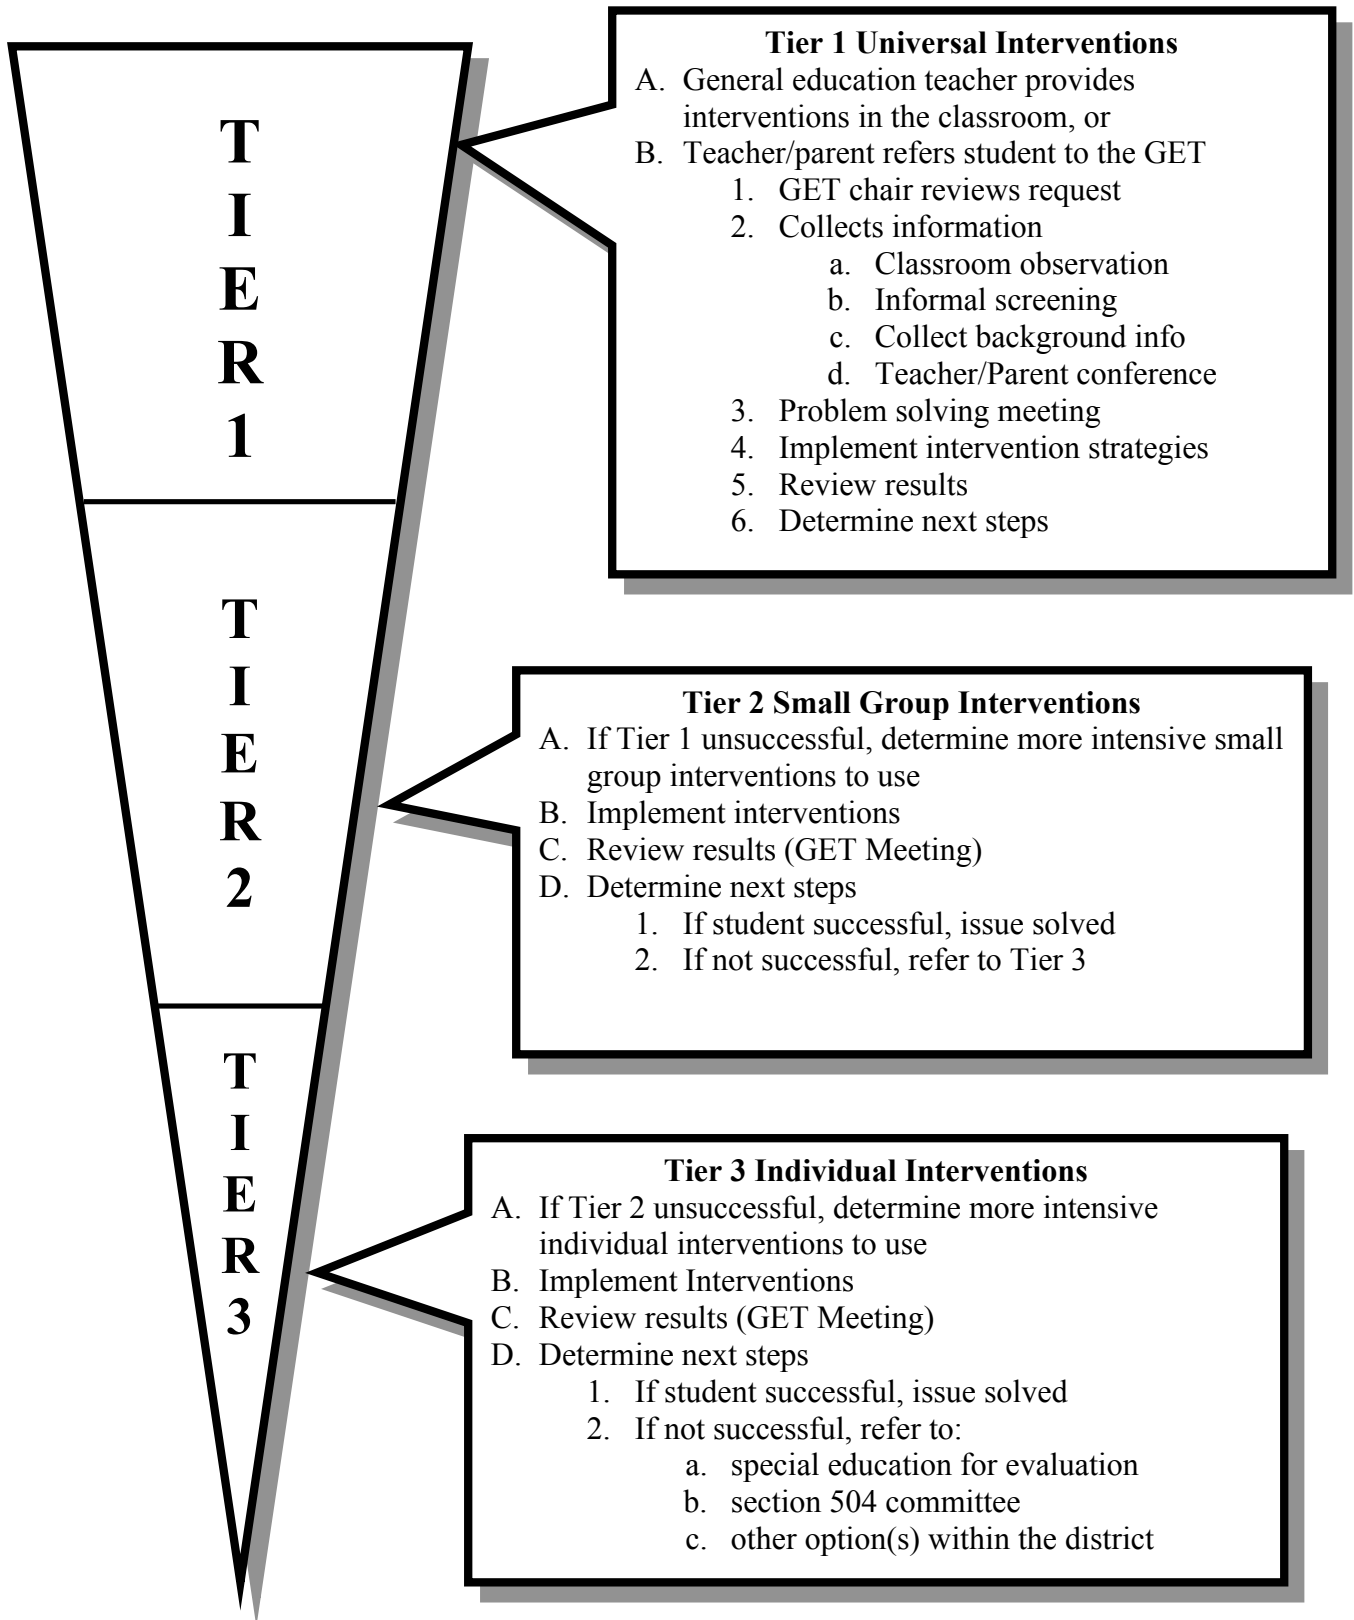 T
I
E
R
1
Tier 1 Universal Interventions
A. General education teacher provides
interventions in the classroom, or
B. Teacher/parent refers student to the GET
1. GET chair reviews request
2. Collects information
a. Classroom observation
b. Informal screening
c. Collect background info
d. Teacher/Parent conference
3. Problem solving meeting
4. Implement intervention strategies
5. Review results
6. Determine next steps
T
I
E
R
2
Tier 2 Small Group Interventions
A. If Tier 1 unsuccessful, determine more intensive small
group interventions to use
B. Implement interventions
C. Review results (GET Meeting)
D. Determine next steps
1. If student successful, issue solved
2. If not successful, refer to Tier 3
T
I
E
R
3
Tier 3 Individual Interventions
A. If Tier 2 unsuccessful, determine more intensive
individual interventions to use
B. Implement Interventions
C. Review results (GET Meeting)
D. Determine next steps
1. If student successful, issue solved
2. If not successful, refer to:
a. special education for evaluation
b. section 504 committee
c. other option(s) within the district